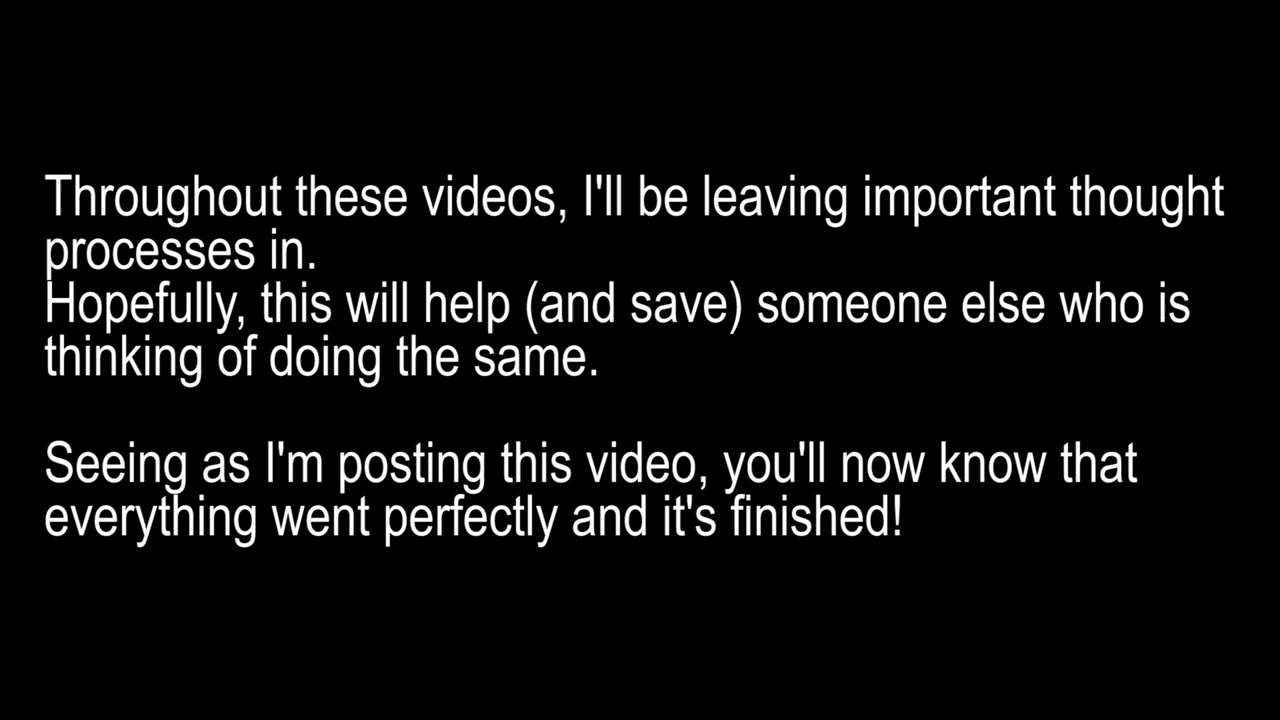 Throughout these videos, I'll be leaving important thought
processes in.
Hopefully, this will help (and save) someone else who is
thinking of doing the same.
Seeing as I'm posting this video, you'll now know that
everything went perfectly and it's finished!